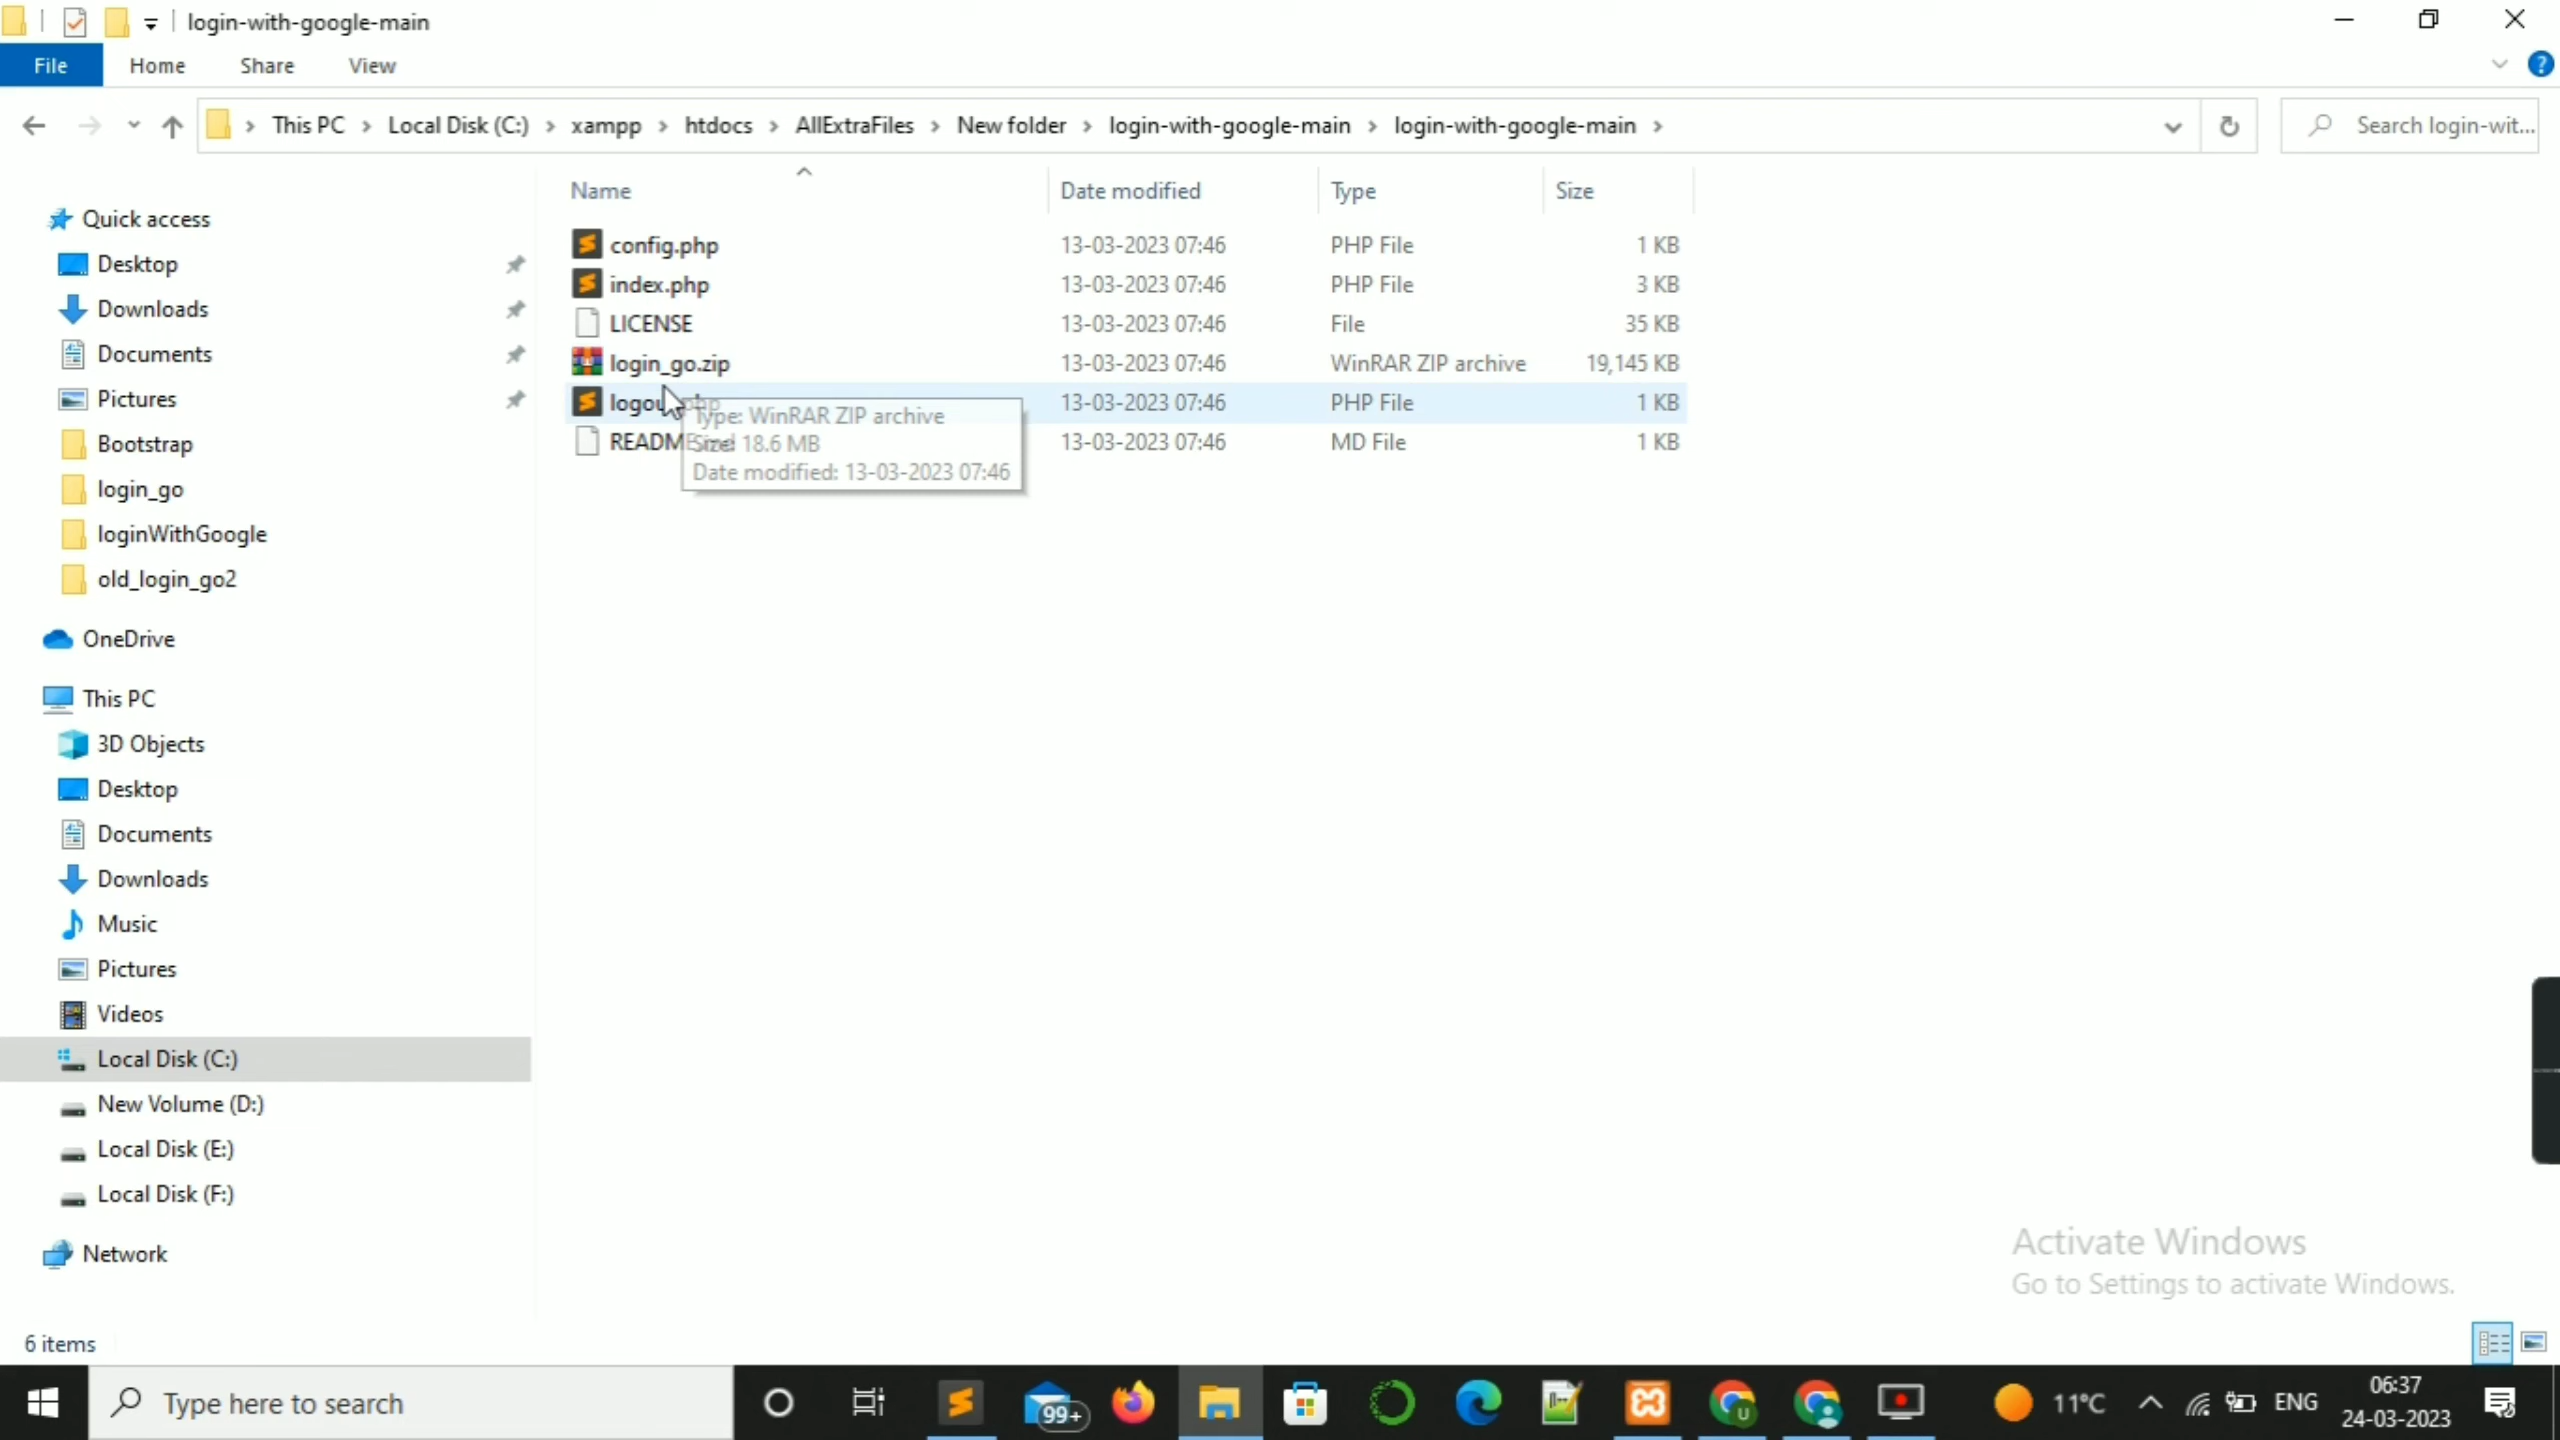 login-with-google-main
File Home Share View
This PC Local Disk (C:) xampp htdocs AllExtraFiles New folder login-with-google-main login-with-google-main
Search login-wit...
Name Date modified Type Size
config.php 13-03-2023 07:46 PHP File 1 KB
index.php 13-03-2023 07:46 PHP File 3 KB
LICENSE 13-03-2023 07:46 File 35 KB
login_go.zip 13-03-2023 07:46 WinRAR ZIP archive 19,145 KB
13-03-2023 07:46 PHP File 1 KB
13-03-2023 07:46 MD File 1 KB
Type: WinRAR ZIP archive
Size: 18.6 MB
Date modified: 13-03-2023 07:46
Quick access
Desktop
Downloads
Documents
Pictures
Bootstrap
login_go
loginWithGoogle
old_login_go2
OneDrive
This PC
3D Objects
Desktop
Documents
Downloads
Music
Pictures
Videos
Local Disk (C:)
New Volume (D:)
Local Disk (E:)
Local Disk (F:)
Network
Activate Windows
Go to Settings to activate Windows.
6 items
Type here to search
99+
U
11°C
ENG
06:37
24-03-2023